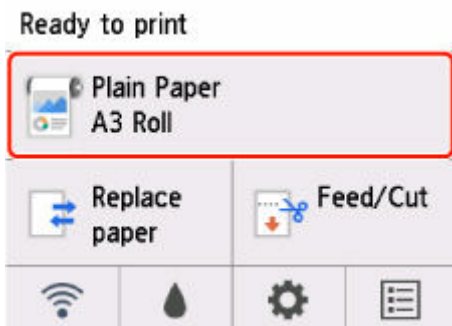 Ready to print
Plain Paper
A3 Roll
Replace
paper
Feed/Cut